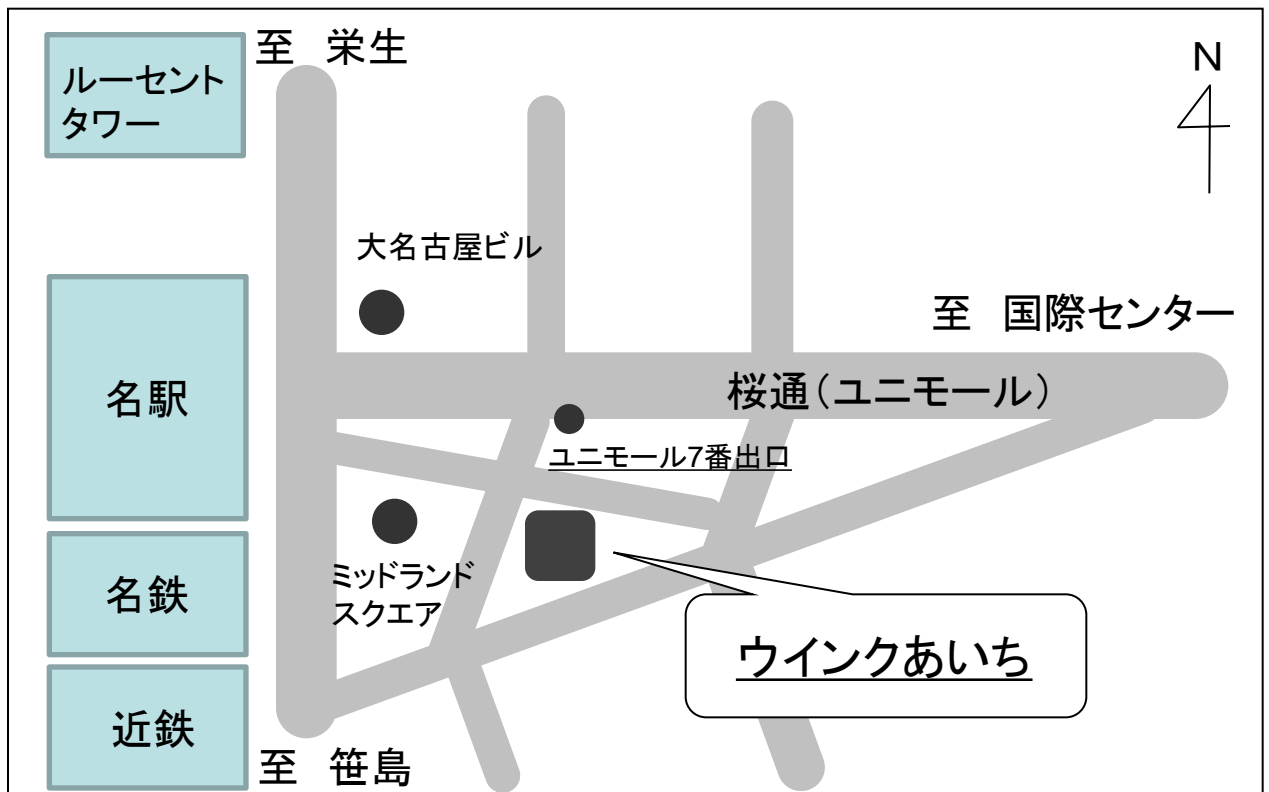 至　栄生
ルーセント
タワー
N
大名古屋ビル
至　国際センター
名駅
桜通（ユニモール）
ユニモール7番出口
ミッドランド
スクエア
名鉄
ウインクあいち
近鉄
至　笹島